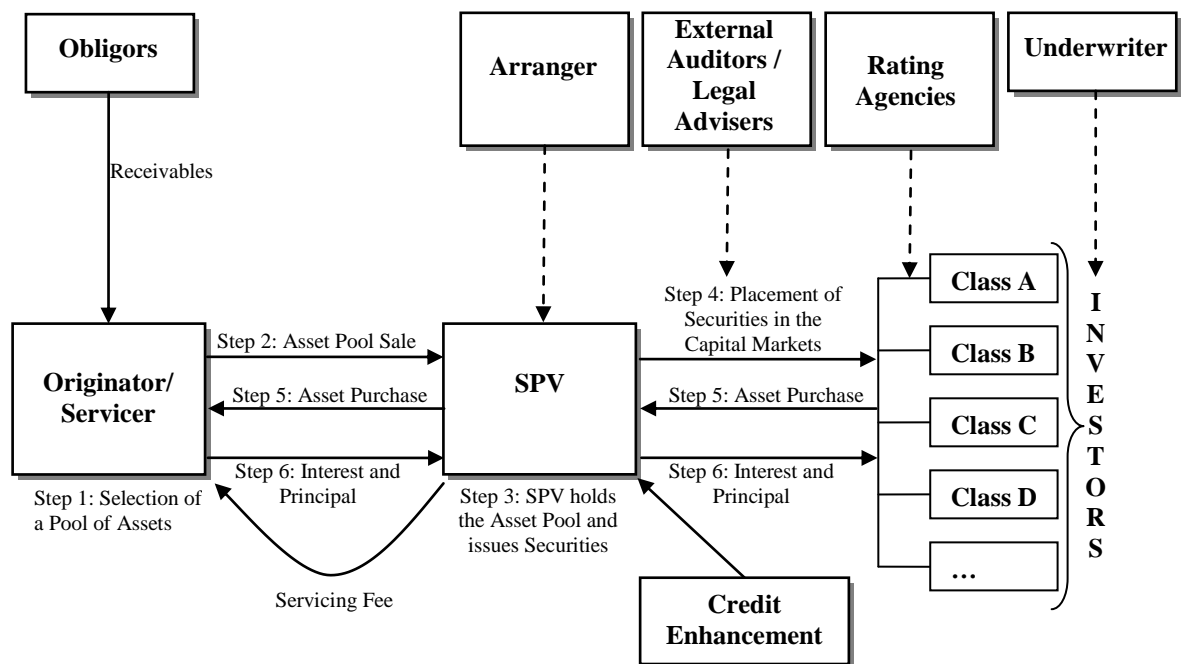 Obligors
Arranger
External
Auditors /
Legal
Advisers
Rating
Agencies
Underwriter
Receivables
Originator/
Servicer
Step 1: Selection of
a Pool of Assets
Step 2: Asset Pool Sale
Step 5: Asset Purchase
Step 6: Interest and
Principal
Servicing Fee
SPV
Step 3: SPV holds
the Asset Pool and
issues Securities
Step 4: Placement of
Securities in the
Capital Markets
Step 5: Asset Purchase
Step 6: Interest and
Principal
Credit
Enhancement
Class A
Class B
Class C
Class D
…
I
N
V
E
S
T
O
R
S